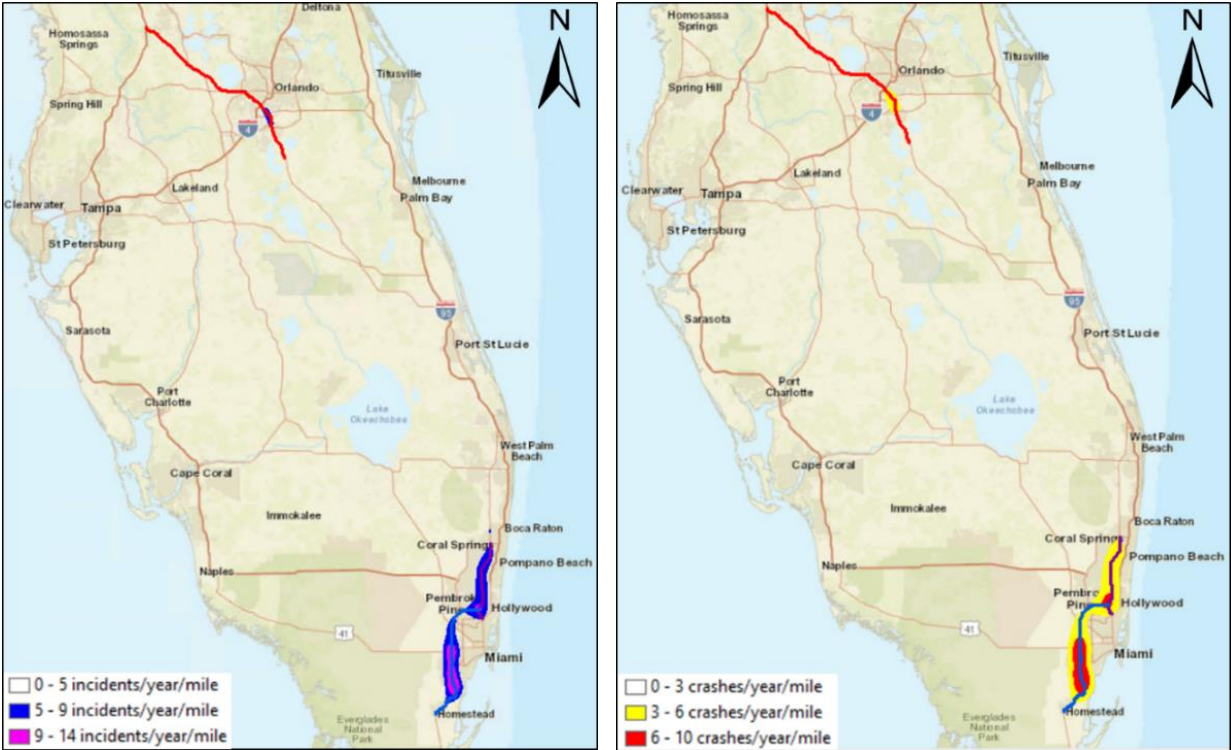 Deltona
N
Homosassa
Springs
Titusville
Orlando
Spring Hill
4
Lakeland
Melbourne
Palm Bay
Clearwater
Tampa
St Petersburg
95
Sarasota
Port St Lucie
Port
Charlotte
Lake
Okeechobee
West Palm
Beach
Cape Coral
Immokalee
Boca Raton
Coral Springs
Naples
Pompano Beach
Pembro
Pine
Hollywood
41
Miami
0 - 5 incidents/year/mile
5 - 9 incidents/year/mile
9 - 14 incidents/year/mile
Homestead
Everglades
National
Park
Deltona
N
Homosassa
Springs
Titusville
Orlando
Spring Hill
4
Lakeland
Melbourne
Palm Bay
Clearwater
Tampa
St Petersburg
95
Sarasota
Port St Lucie
Port
Charlotte
Lake
Okeechobee
West Palm
Beach
Cape Coral
Immokalee
Boca Raton
Coral Springs
Pompano Beach
Naples
Pembro
Pine
Hollywood
41
Miami
0 - 3 crashes/year/mile
3 - 6 crashes/year/mile
6 - 10 crashes/year/mile
Homestead
Everglades
National
Park